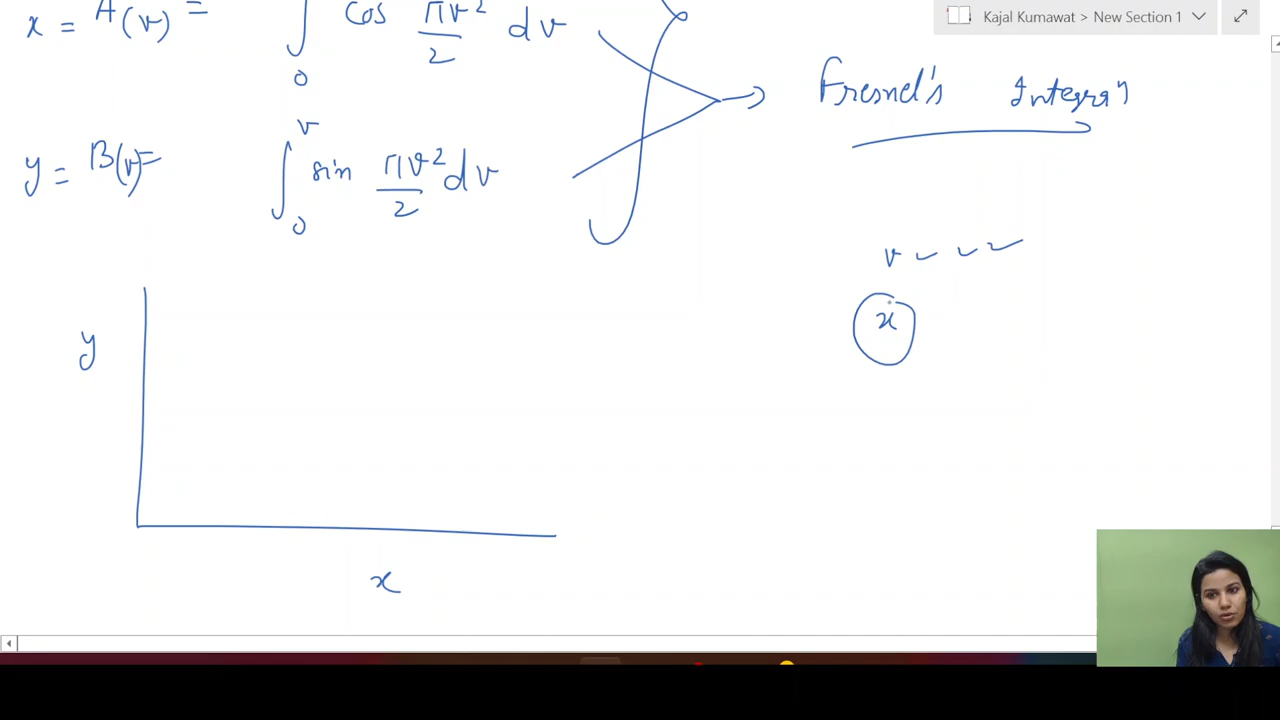 Kajal Kumawat > New Section 1
x = A(v) = ∫ 0 cos πv²/2 dv
Fresnel's Integral
y = B(v) = ∫ 0 v sin πv²/2 dv
v
x
y
x